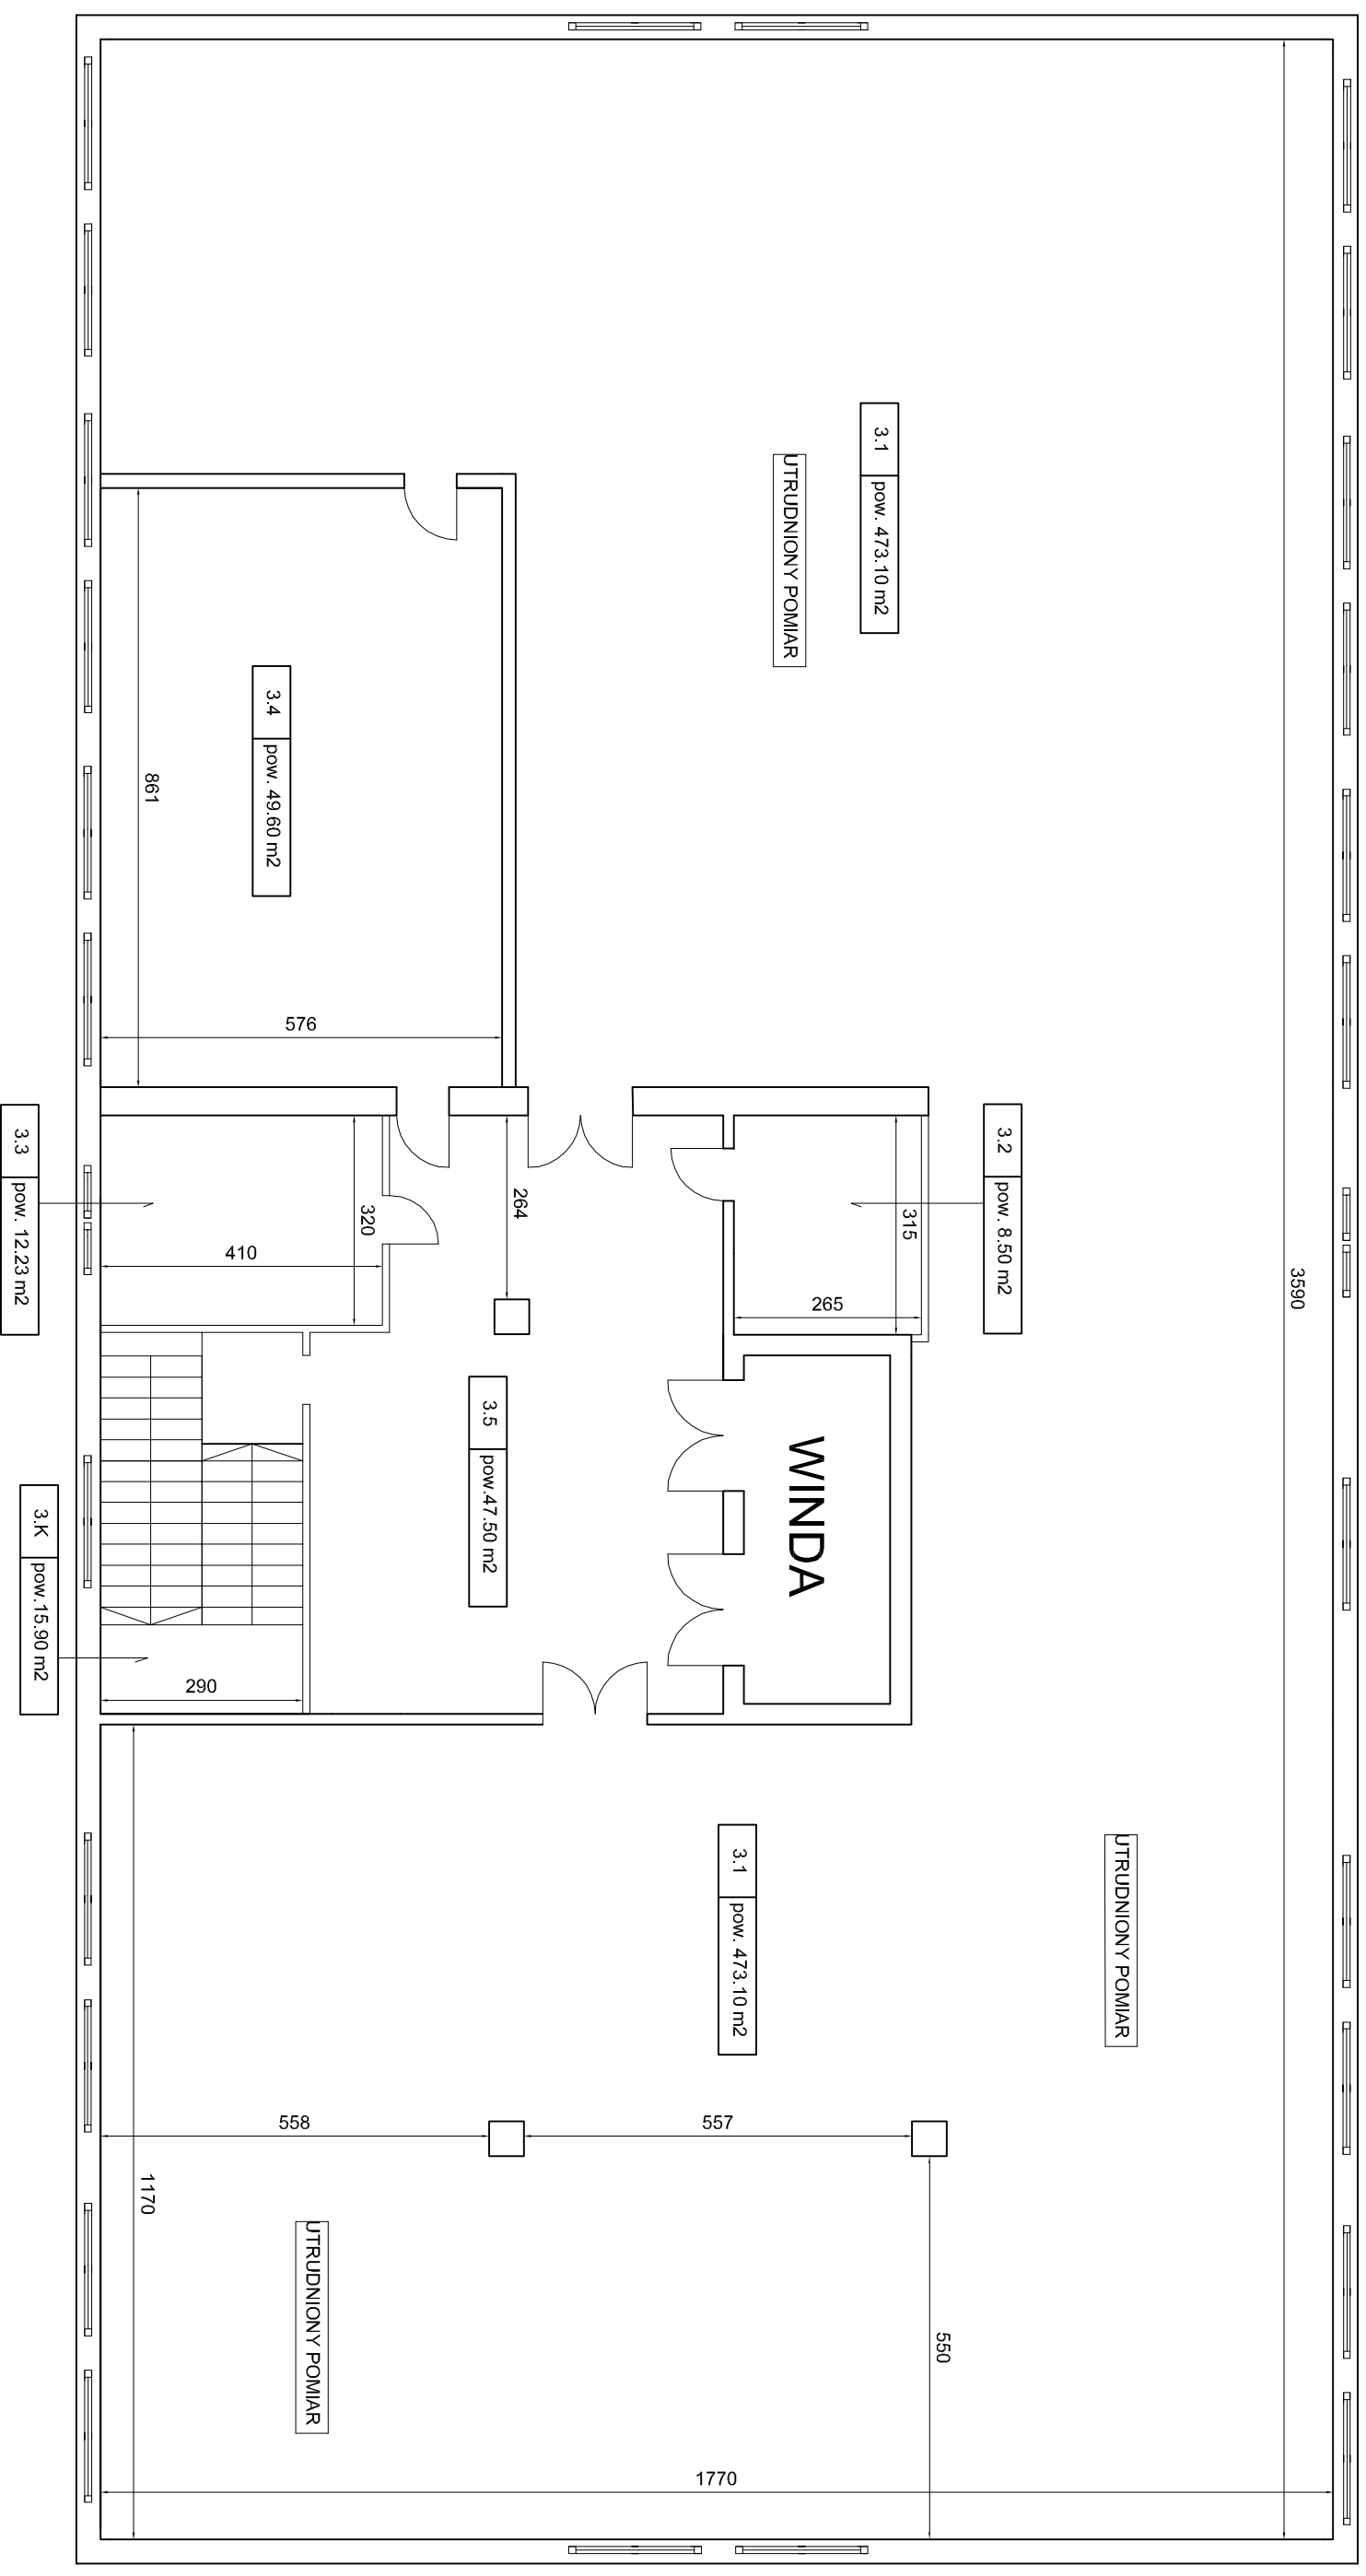 3.1 pow. 473.10 m2
UTRUDNIONY POMIAR
3.4 pow. 49.60 m2
861
576
3590
3.2 pow. 8.50 m2
315
265
3.3 pow. 12.23 m2
320
410
264
3.5 pow.47.50 m2
WINDA
3.K pow.15.90 m2
290
3.1 pow. 473.10 m2
UTRUDNIONY POMIAR
558
557
1170
550
UTRUDNIONY POMIAR
1770